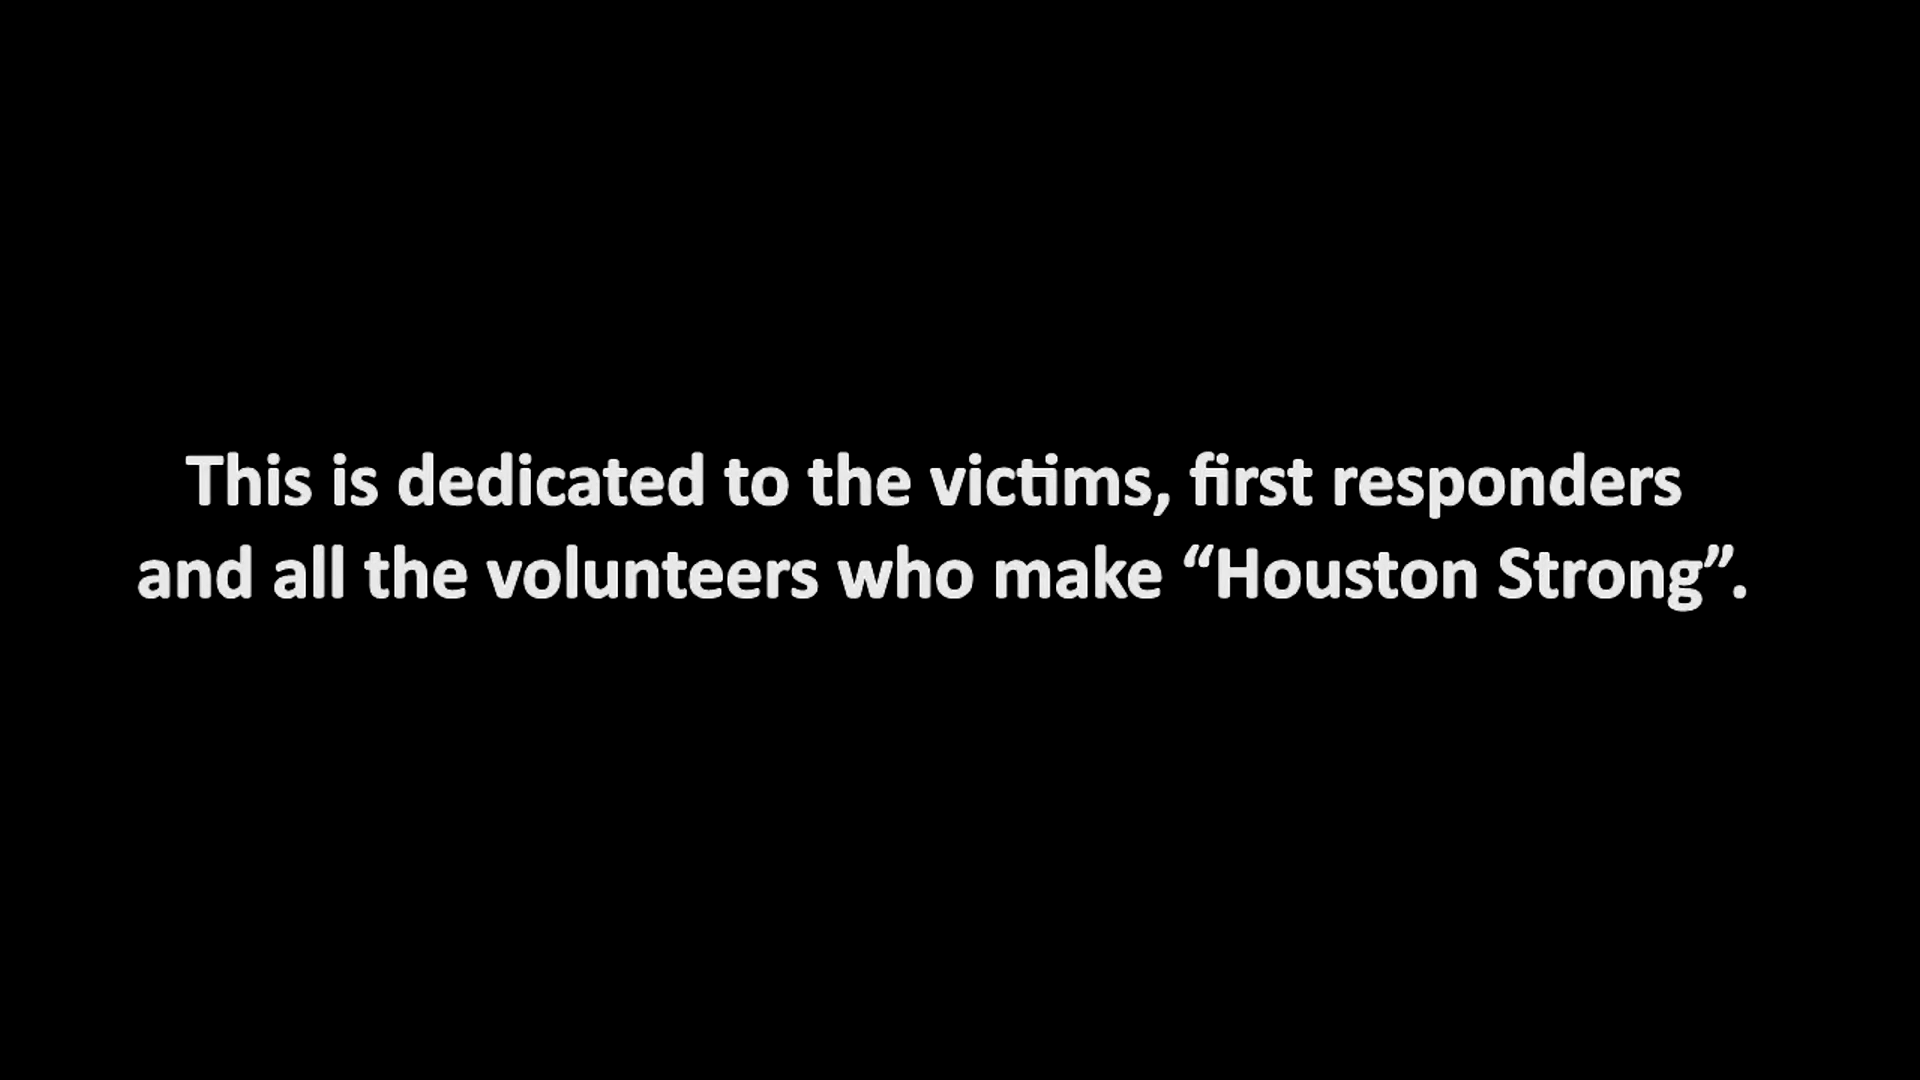 This is dedicated to the victims, first responders
and all the volunteers who make “Houston Strong”.